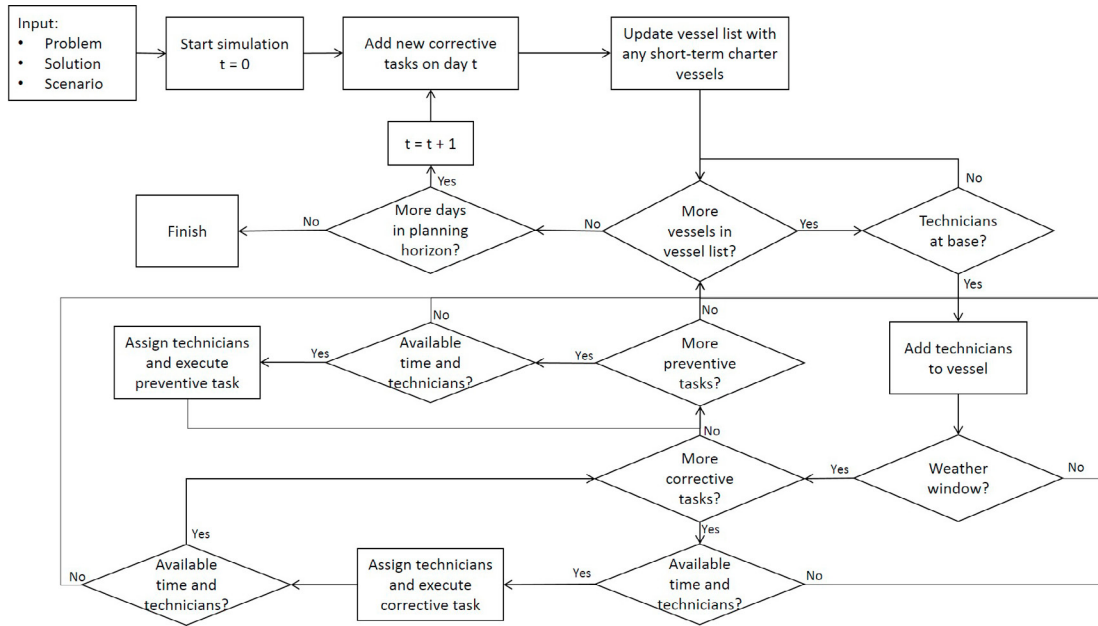 Input:
• Problem
• Solution
• Scenario
Start simulation
t = 0
Add new corrective
tasks on day t
Update vessel list with
any short-term charter
vessels
t = t + 1
Yes
No
Finish
No
More days
in planning
horizon?
No
More
vessels in
vessel list?
Yes
Technicians
at base?
Yes
No
No
Assign technicians
and execute
preventive task
Yes
Available
time and
technicians?
Yes
More
preventive
tasks?
Add technicians
to vessel
No
More
corrective
tasks?
Yes
Weather
window?
No
Yes
Yes
No
Available
time and
technicians?
Assign technicians
and execute
corrective task
Yes
Available
time and
technicians?
No